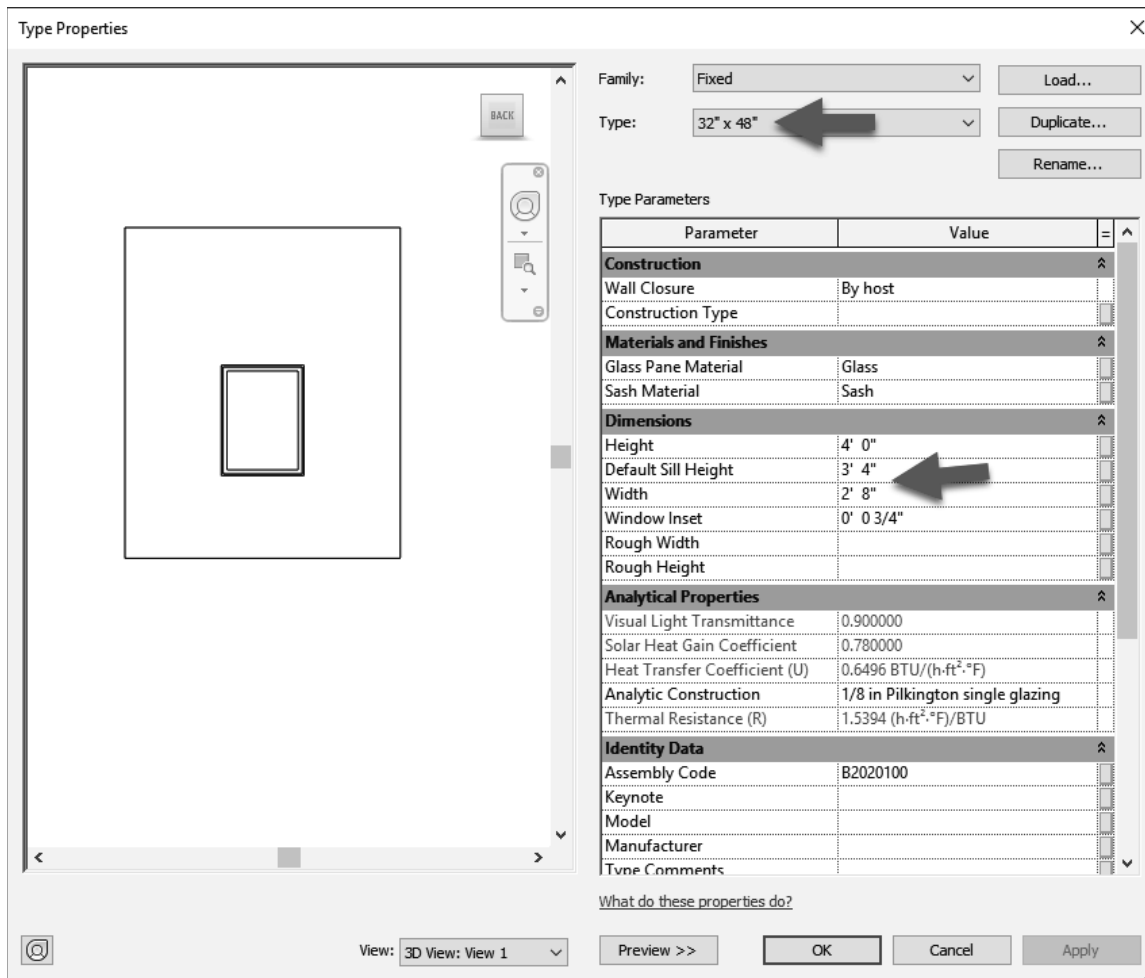 Type Properties
BACK
Family: Fixed Load...
Type: 32" x 48" Duplicate...
Rename...
Type Parameters
Parameter Value =
Construction
Wall Closure By host
Construction Type
Materials and Finishes
Glass Pane Material Glass
Sash Material Sash
Dimensions
Height 4' 0"
Default Sill Height 3' 4"
Width 2' 8"
Window Inset 0' 0 3/4"
Rough Width
Rough Height
Analytical Properties
Visual Light Transmittance 0.900000
Solar Heat Gain Coefficient 0.780000
Heat Transfer Coefficient (U) 0.6496 BTU/(h·ft²·°F)
Analytic Construction 1/8 in Pilkington single glazing
Thermal Resistance (R) 1.5394 (h·ft²·°F)/BTU
Identity Data
Assembly Code B2020100
Keynote
Model
Manufacturer
Type Comments
What do these properties do?
View: 3D View: View 1 Preview >> OK Cancel Apply